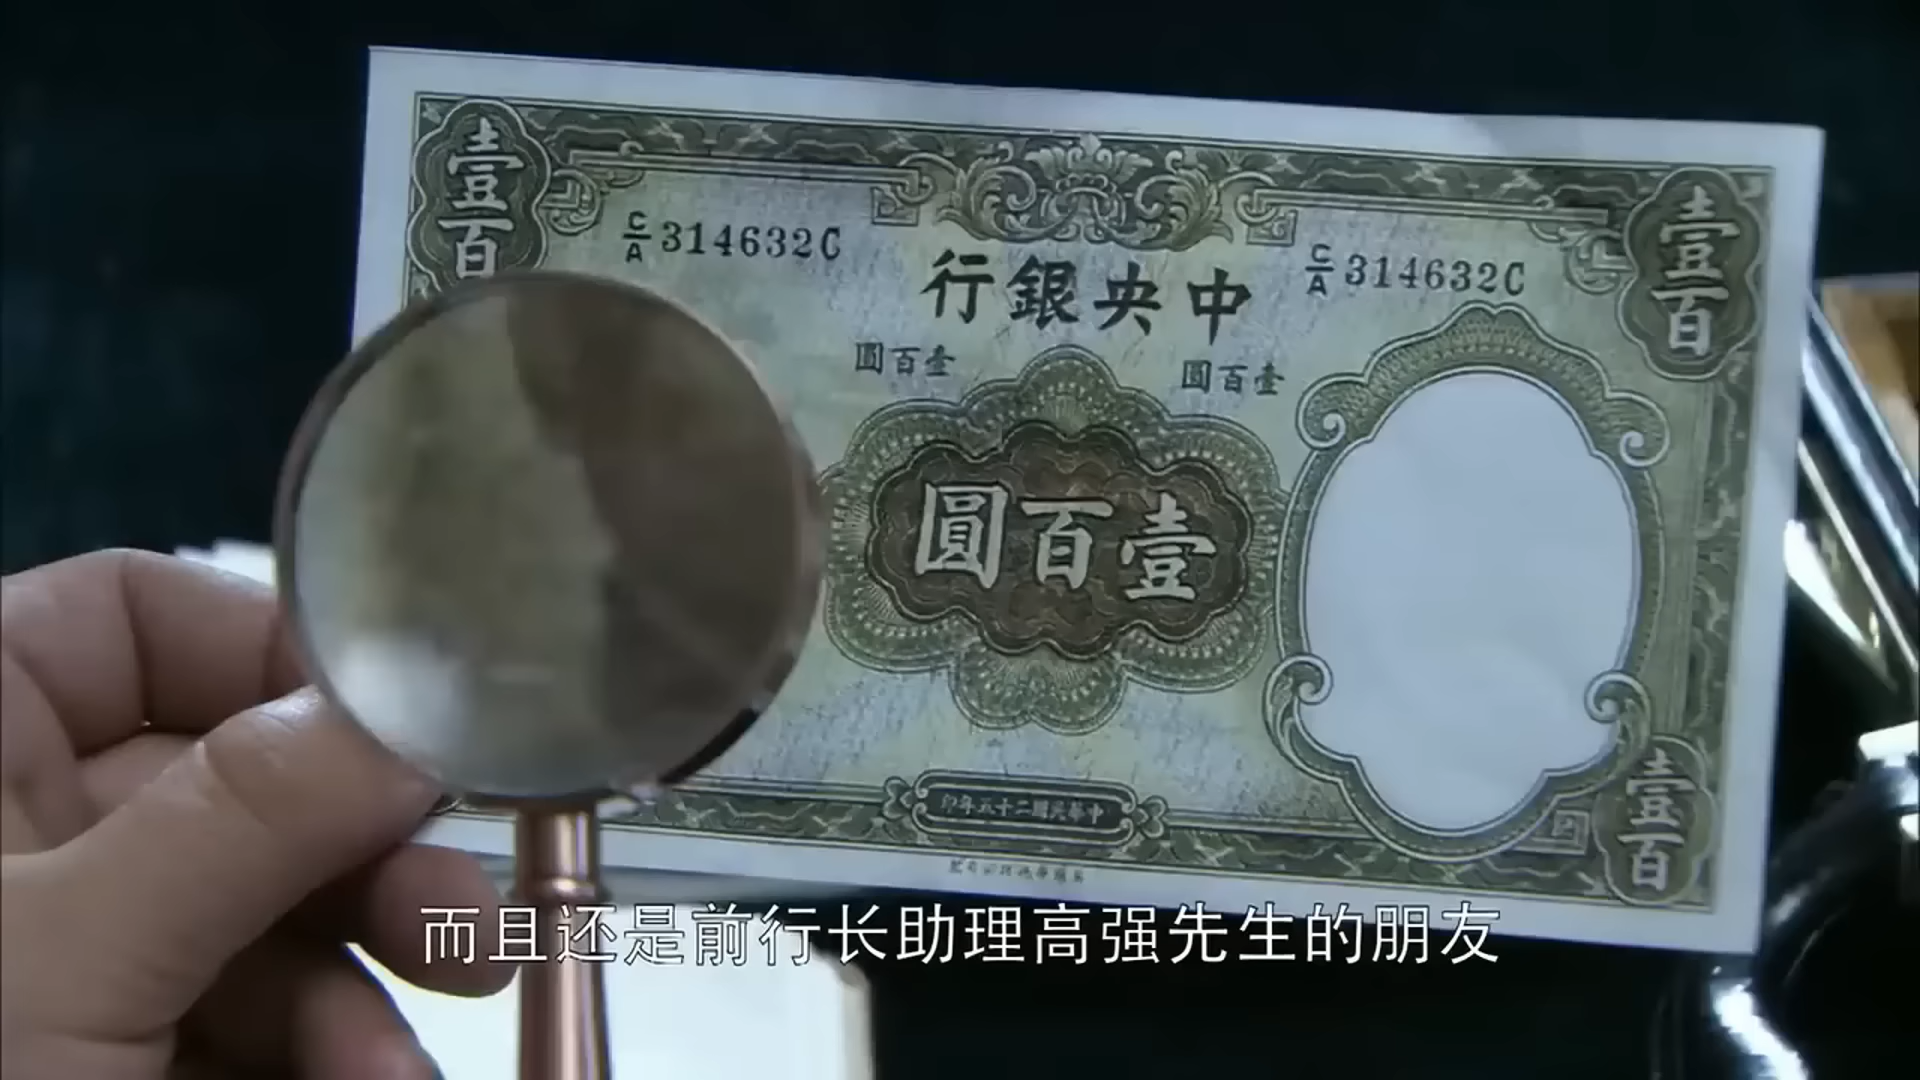 壹百
壹百
C/A 314632C
C/A 314632C
中央銀行
壹百圓
壹百圓
壹百圓
中華民國二十五年印
壹百
而且还是前行长助理高强先生的朋友